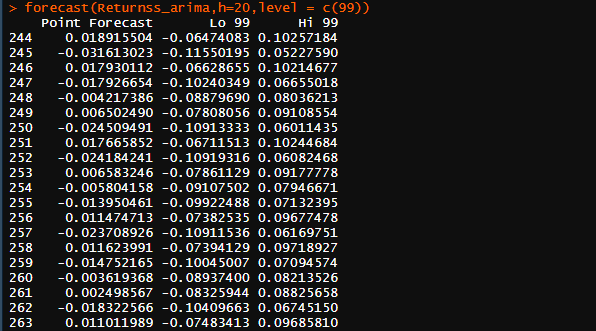 > forecast(Returnss_arima,h=20,level = c(99))
    Point Forecast       Lo 99      Hi 99
244    0.018915504 -0.06474083 0.10257184
245   -0.031613023 -0.11550195 0.05227590
246    0.017930112 -0.06628655 0.10214677
247   -0.017926654 -0.10240349 0.06655018
248   -0.004217386 -0.08879690 0.08036213
249    0.006502490 -0.07808056 0.09108554
250   -0.024509491 -0.10913333 0.06011435
251    0.017665852 -0.06711513 0.10244684
252   -0.024184241 -0.10919316 0.06082468
253    0.006583246 -0.07861129 0.09177778
254   -0.005804158 -0.09107502 0.07946671
255   -0.013950461 -0.09922488 0.07132395
256    0.011474713 -0.07382535 0.09677478
257   -0.023708926 -0.10911536 0.06169751
258    0.011623991 -0.07394129 0.09718927
259   -0.014752165 -0.10045007 0.07094574
260   -0.003619368 -0.08937400 0.08213526
261    0.002498567 -0.08325944 0.08825658
262   -0.018322566 -0.10409663 0.06745150
263    0.011011989 -0.07483413 0.09685810